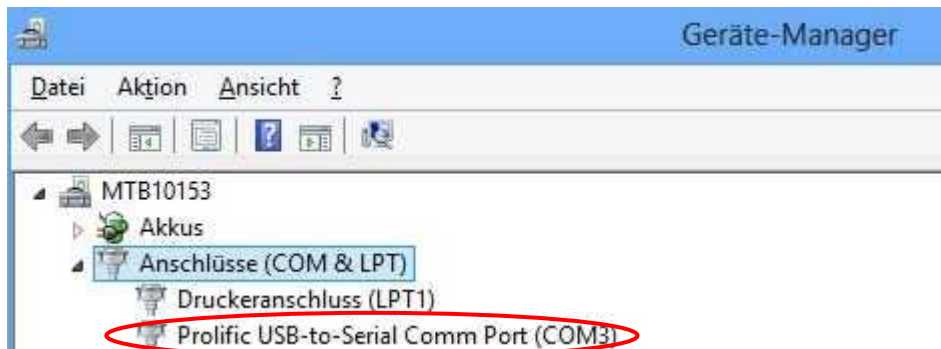 Geräte-Manager
Datei Aktion Ansicht ?
MTB10153
Akkus
Anschlüsse (COM & LPT)
Druckeranschluss (LPT1)
Prolific USB-to-Serial Comm Port (COM3)